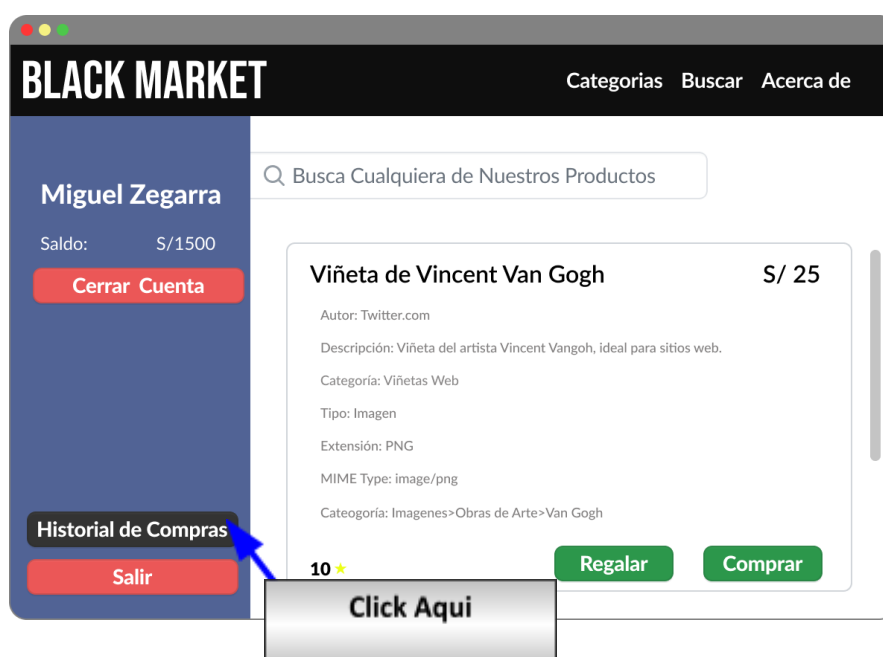 BLACK MARKET
Categorias Buscar Acerca de
Miguel Zegarra
Saldo: S/1500
Cerrar Cuenta
Historial de Compras
Salir
Busca Cualquiera de Nuestros Productos
Viñeta de Vincent Van Gogh S/ 25
Autor: Twitter.com
Descripción: Viñeta del artista Vincent Vangoh, ideal para sitios web.
Categoría: Viñetas Web
Tipo: Imagen
Extensión: PNG
MIME Type: image/png
Cateogoría: Imagenes>Obras de Arte>Van Gogh
10 Regalar Comprar
Click Aqui